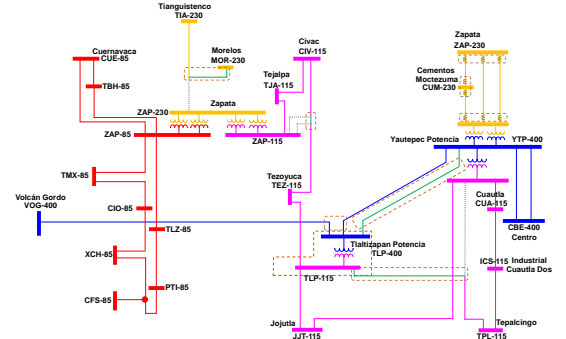 Tianguistenco
TIA-230
Morelos
MOR-230
Civac
CIV-115
Zapata
ZAP-230
Cuernavaca
CUE-85
Tejalpa
TJA-115
Cementos
Moctezuma
CUM-230
TBH-85
ZAP-230
Zapata
ZAP-85
ZAP-115
Yautepec Potencia
YTP-400
TMX-85
Tezoyuca
TEZ-115
Cuautla
CUA-115
Volcán Gordo
VOG-400
CIO-85
TLZ-85
CBE-400
Centro
Tlaltizapan Potencia
TLP-400
XCH-85
ICS-115
Industrial
Cuautla Dos
TLP-115
PTI-85
CFS-85
Jojutla
JJT-115
Tepalcingo
TPL-115